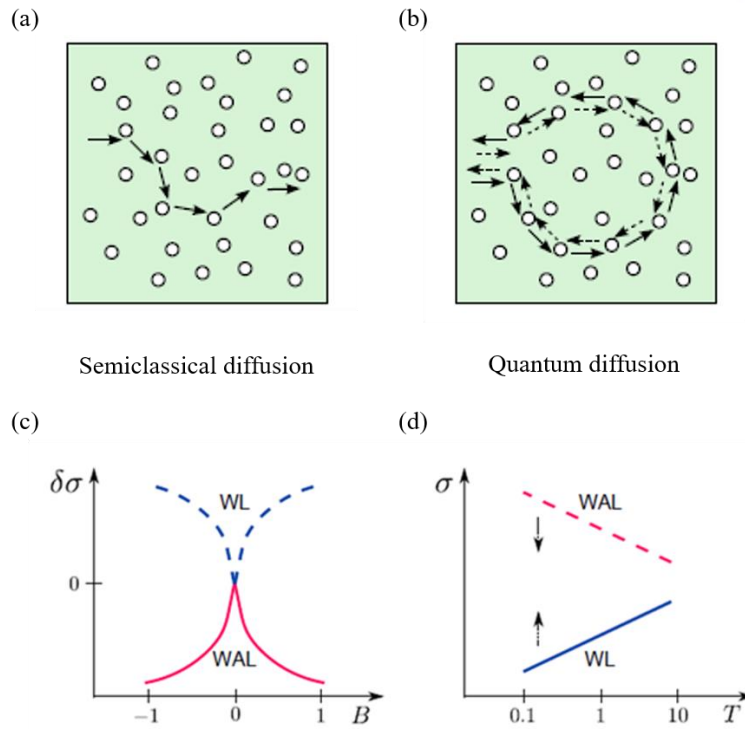 (a)
(b)
Semiclassical diffusion
Quantum diffusion
(c)
(d)
δσ
WL
0
WAL
−1
0
1
B
σ
WAL
WL
0.1
1
10
T